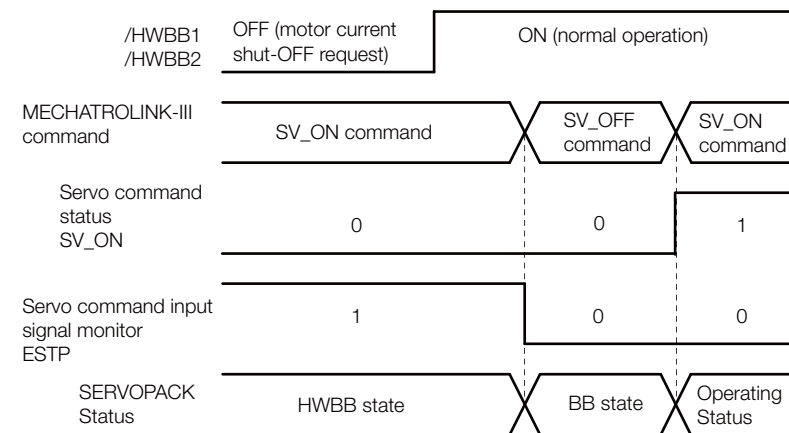 /HWBB1
/HWBB2
OFF (motor current
shut-OFF request)
ON (normal operation)
MECHATROLINK-III
command
SV_ON command
SV_OFF
command
SV_ON
command
Servo command
status
SV_ON
0
0
1
Servo command input
signal monitor
ESTP
1
0
0
SERVOPACK
Status
HWBB state
BB state
Operating
Status